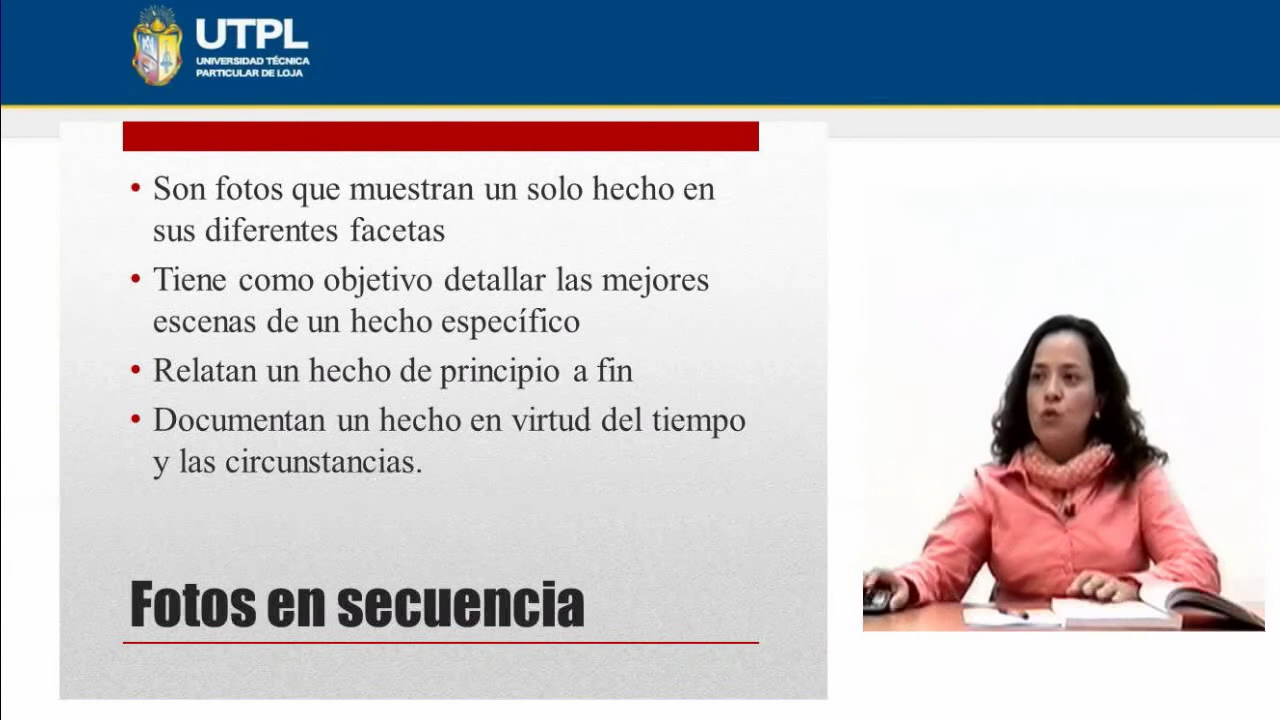 UTPL
UNIVERSIDAD TÉCNICA
PARTICULAR DE LOJA
• Son fotos que muestran un solo hecho en
sus diferentes facetas
• Tiene como objetivo detallar las mejores
escenas de un hecho específico
• Relatan un hecho de principio a fin
• Documentan un hecho en virtud del tiempo
y las circunstancias.
Fotos en secuencia